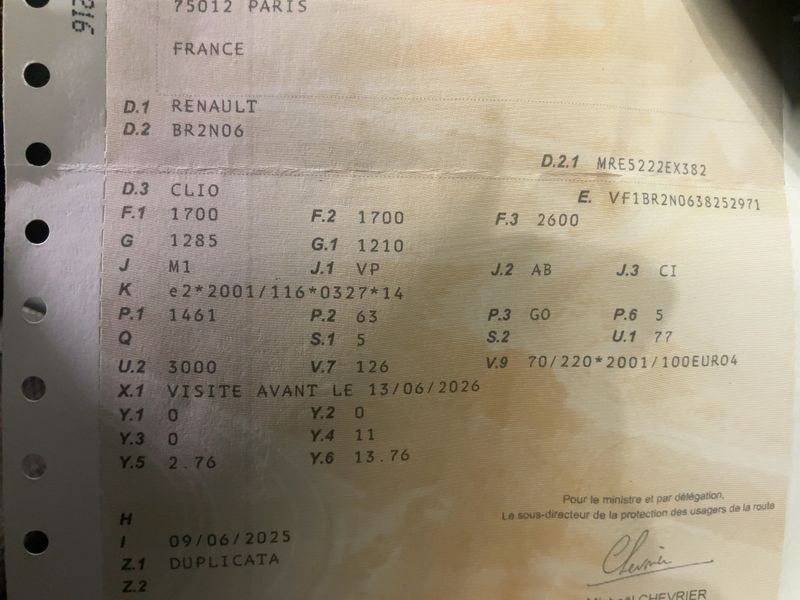 75012 PARIS
FRANCE
D.1 RENAULT
D.2 BR2N06
D.2.1 MRE5222EX382
D.3 CLIO
E. VF1BR2N0638252971
F.1 1700 F.2 1700 F.3 2600
G 1285 G.1 1210
J M1 J.1 VP J.2 AB J.3 CI
K e2*2001/116*0327*14
P.1 1461 P.2 63 P.3 GO P.6 5
Q S.1 5 S.2 U.1 77
U.2 3000 V.7 126 V.9 70/220*2001/100EURO4
X.1 VISITE AVANT LE 13/06/2026
Y.1 0 Y.2 0
Y.3 0 Y.4 11
Y.5 2.76 Y.6 13.76
Pour le ministre et par délégation,
Le sous-directeur de la protection des usagers de la route
H
I 09/06/2025
Z.1 DUPLICATA
Z.2
Chevrier
CHEVRIER